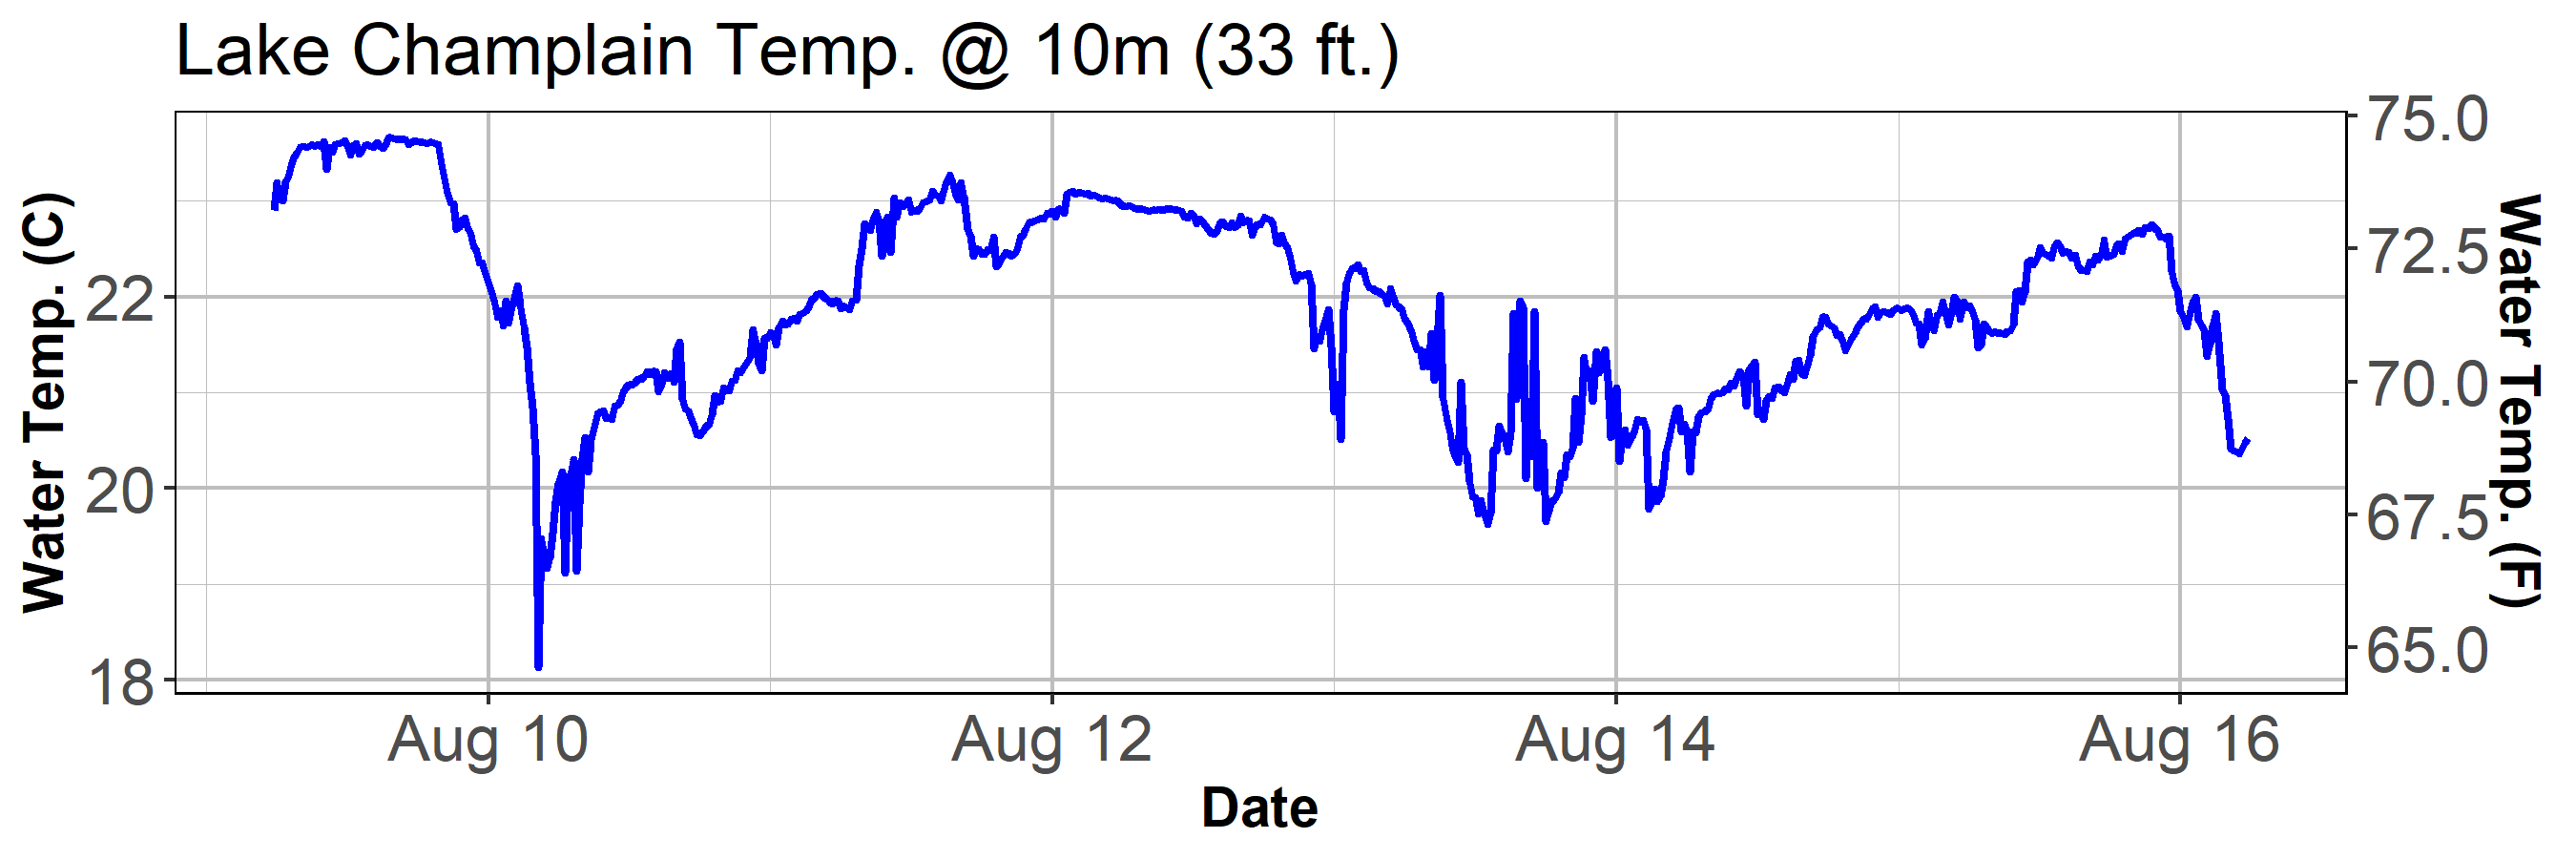 Lake Champlain Temp. @ 10m (33 ft.)
Water Temp. (C)
22
20
18
75.0
72.5
70.0
67.5
65.0
Water Temp. (F)
Aug 10 Aug 12 Aug 14 Aug 16
Date